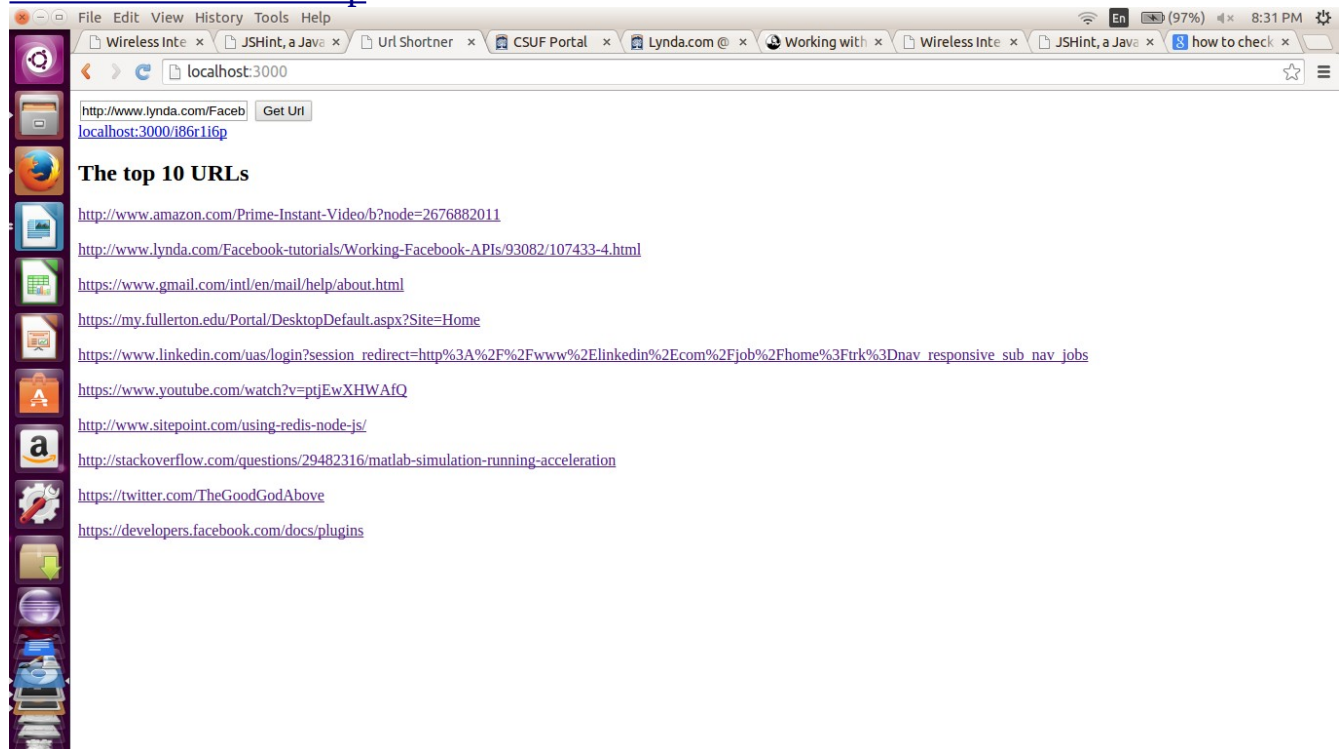 File Edit View History Tools Help En (97%) 8:31 PM
Wireless Inte × JSHint, a Java × Url Shortner × CSUF Portal × Lynda.com @ × Working with × Wireless Inte × JSHint, a Java × how to check ×
localhost:3000
http://www.lynda.com/Faceb Get Url
localhost:3000/i86r1i6p
The top 10 URLs
http://www.amazon.com/Prime-Instant-Video/b?node=2676882011
http://www.lynda.com/Facebook-tutorials/Working-Facebook-APIs/93082/107433-4.html
https://www.gmail.com/intl/en/mail/help/about.html
https://my.fullerton.edu/Portal/DesktopDefault.aspx?Site=Home
https://www.linkedin.com/uas/login?session_redirect=http%3A%2F%2Fwww%2Elinkedin%2Ecom%2Fjob%2Fhome%3Ftrk%3Dnav_responsive_sub_nav_jobs
https://www.youtube.com/watch?v=ptjEwXHWAfQ
http://www.sitepoint.com/using-redis-node-js/
http://stackoverflow.com/questions/29482316/matlab-simulation-running-acceleration
https://twitter.com/TheGoodGodAbove
https://developers.facebook.com/docs/plugins